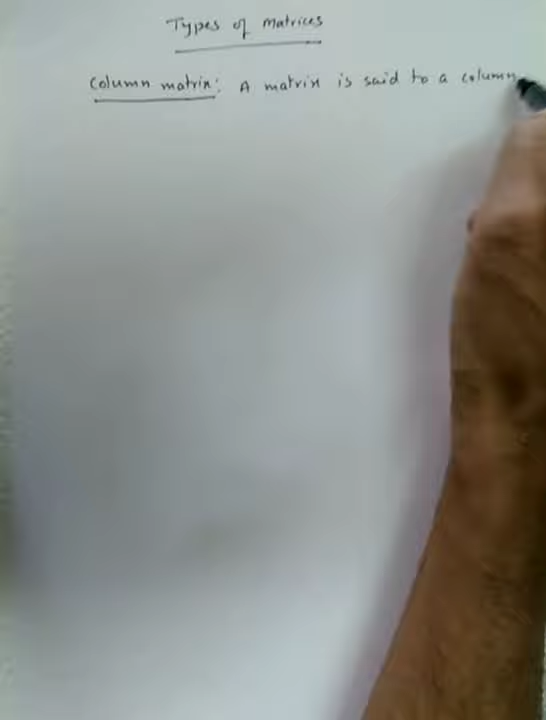 Types of Matrices
Column matrix: A matrix is said to a column